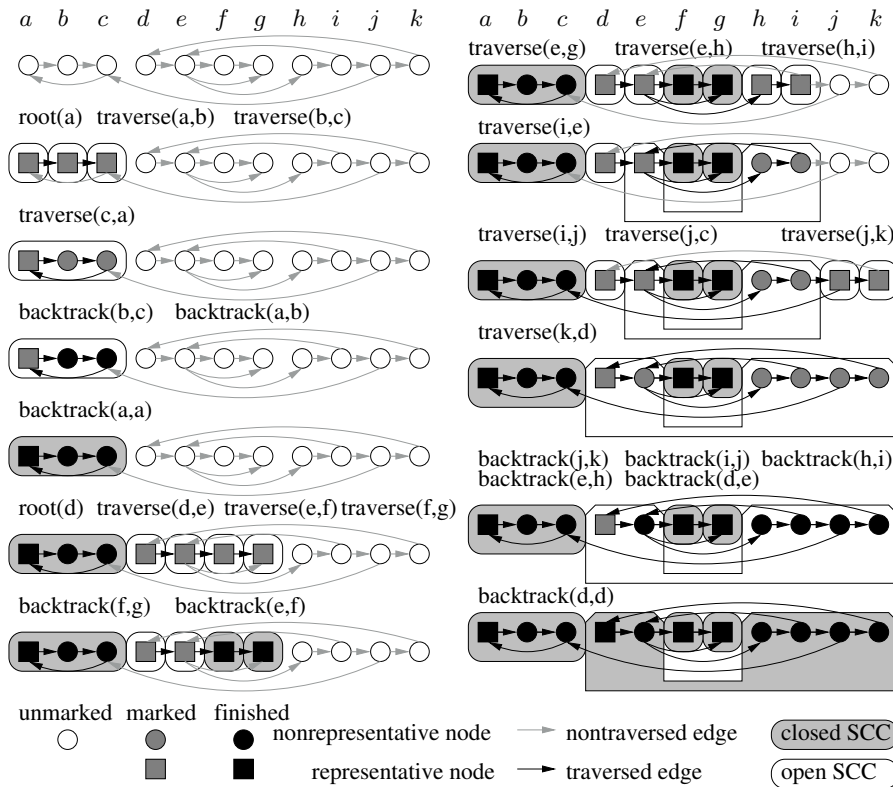 a b c d e f g h i j k
root(a) traverse(a,b) traverse(b,c)
traverse(c,a)
backtrack(b,c) backtrack(a,b)
backtrack(a,a)
root(d) traverse(d,e) traverse(e,f) traverse(f,g)
backtrack(f,g) backtrack(e,f)
a b c d e f g h i j k
traverse(e,g) traverse(e,h) traverse(h,i)
traverse(i,e)
traverse(i,j) traverse(j,c) traverse(j,k)
traverse(k,d)
backtrack(j,k) backtrack(i,j) backtrack(h,i)
backtrack(e,h) backtrack(d,e)
backtrack(d,d)
unmarked marked finished
nonrepresentative node nontraversed edge closed SCC
representative node traversed edge open SCC